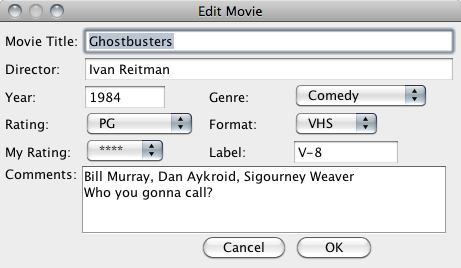 Edit Movie
Movie Title: Ghostbusters
Director: Ivan Reitman
Year: 1984 Genre: Comedy
Rating: PG Format: VHS
My Rating: **** Label: V-8
Comments: Bill Murray, Dan Aykroid, Sigourney Weaver
Who you gonna call?
Cancel OK